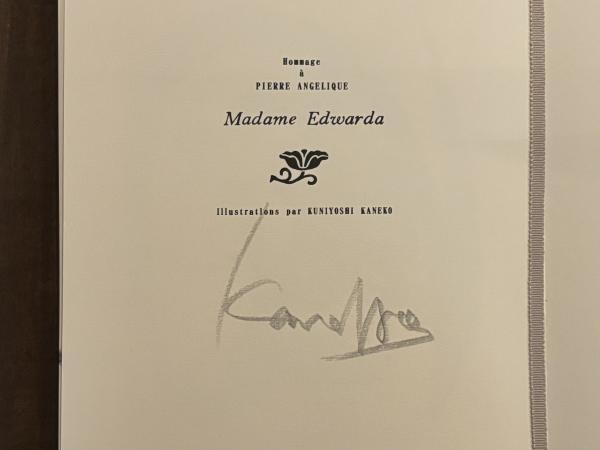 Hommage
à
PIERRE ANGELIQUE
Madame Edwarda
Illustrations par KUNIYOSHI KANEKO